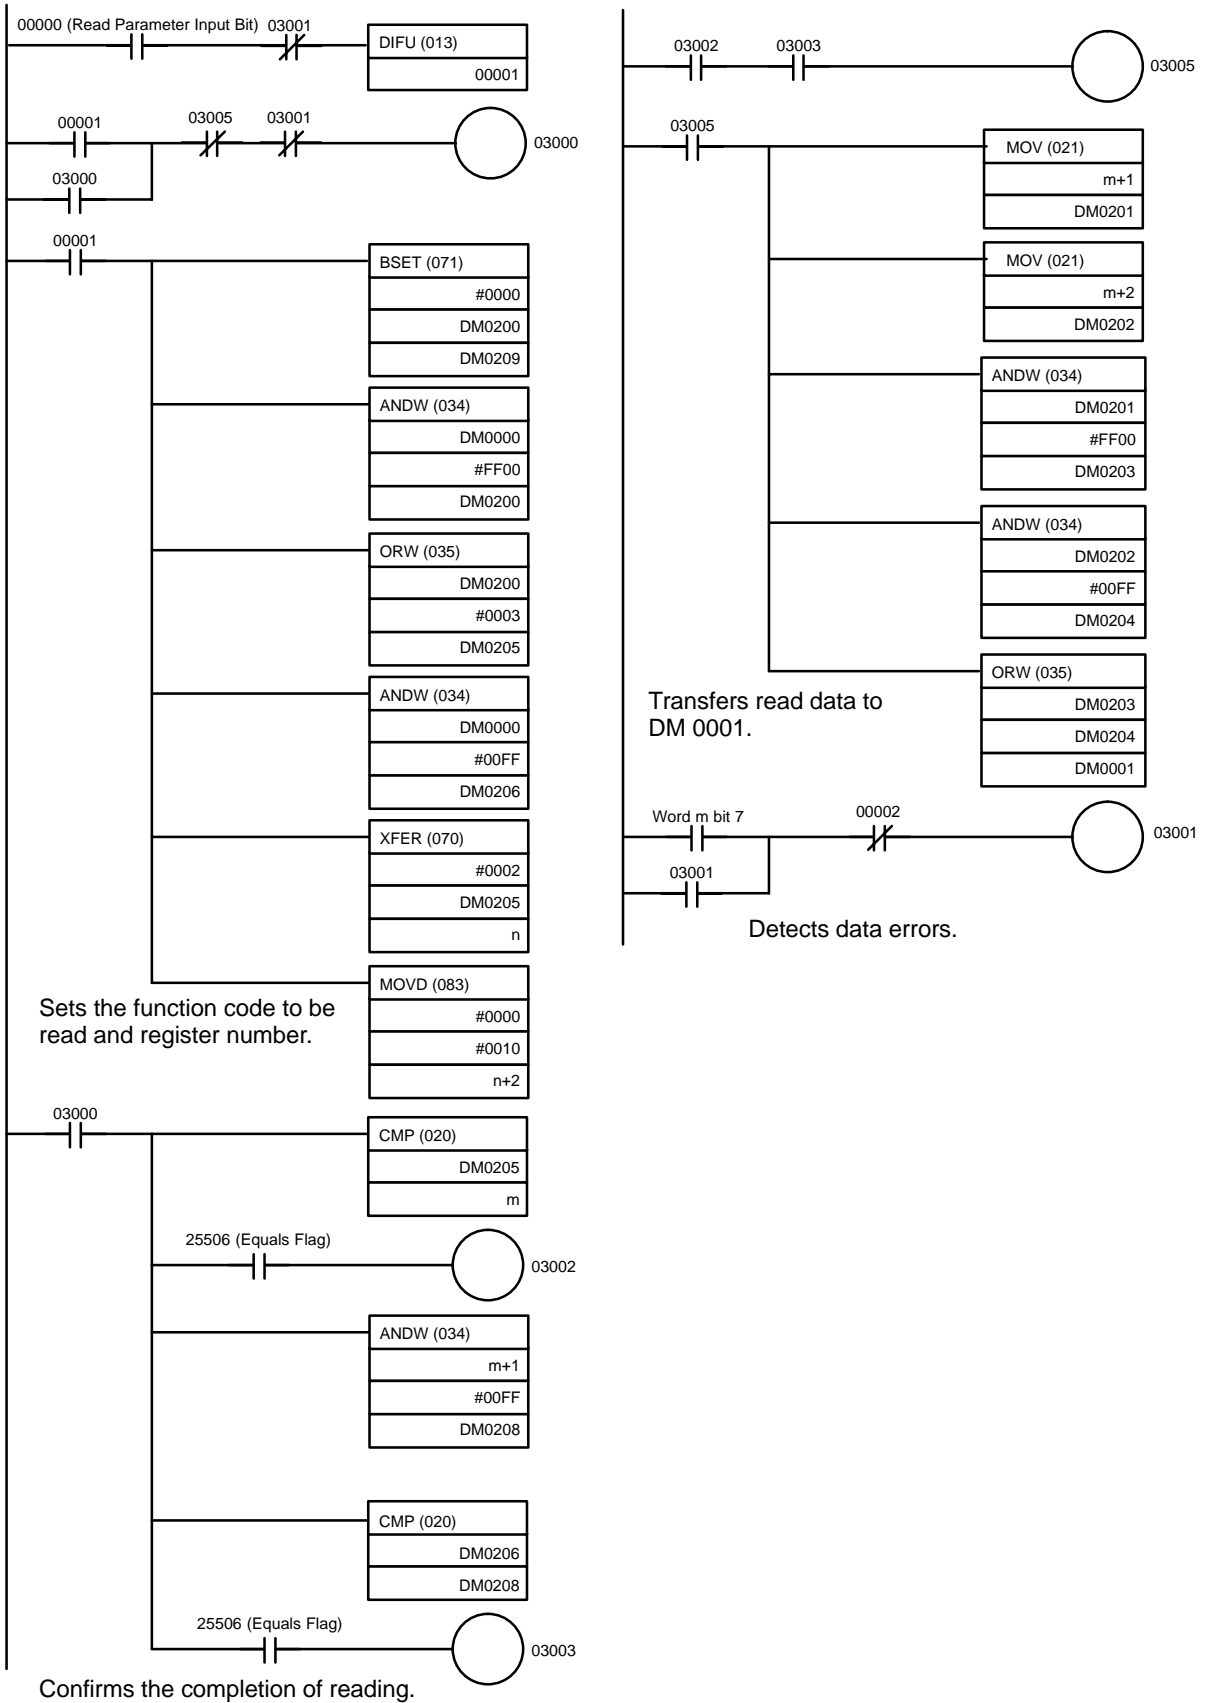 00000 (Read Parameter Input Bit) 03001
DIFU (013)
00001
00001 03005 03001
03000
03000
00001
BSET (071)
#0000
DM0200
DM0209
ANDW (034)
DM0000
#FF00
DM0200
ORW (035)
DM0200
#0003
DM0205
ANDW (034)
DM0000
#00FF
DM0206
XFER (070)
#0002
DM0205
n
MOVD (083)
#0000
#0010
n+2
Sets the function code to be
read and register number.
03000
CMP (020)
DM0205
m
25506 (Equals Flag)
03002
ANDW (034)
m+1
#00FF
DM0208
CMP (020)
DM0206
DM0208
25506 (Equals Flag)
03003
Confirms the completion of reading.
03002 03003
03005
03005
MOV (021)
m+1
DM0201
MOV (021)
m+2
DM0202
ANDW (034)
DM0201
#FF00
DM0203
ANDW (034)
DM0202
#00FF
DM0204
ORW (035)
DM0203
DM0204
DM0001
Transfers read data to
DM 0001.
Word m bit 7 00002
03001
03001
Detects data errors.